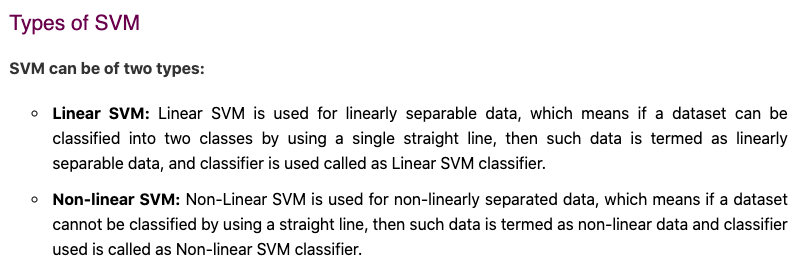 Types of SVM
SVM can be of two types:
Linear SVM: Linear SVM is used for linearly separable data, which means if a dataset can be
classified into two classes by using a single straight line, then such data is termed as linearly
separable data, and classifier is used called as Linear SVM classifier.
Non-linear SVM: Non-Linear SVM is used for non-linearly separated data, which means if a dataset
cannot be classified by using a straight line, then such data is termed as non-linear data and classifier
used is called as Non-linear SVM classifier.